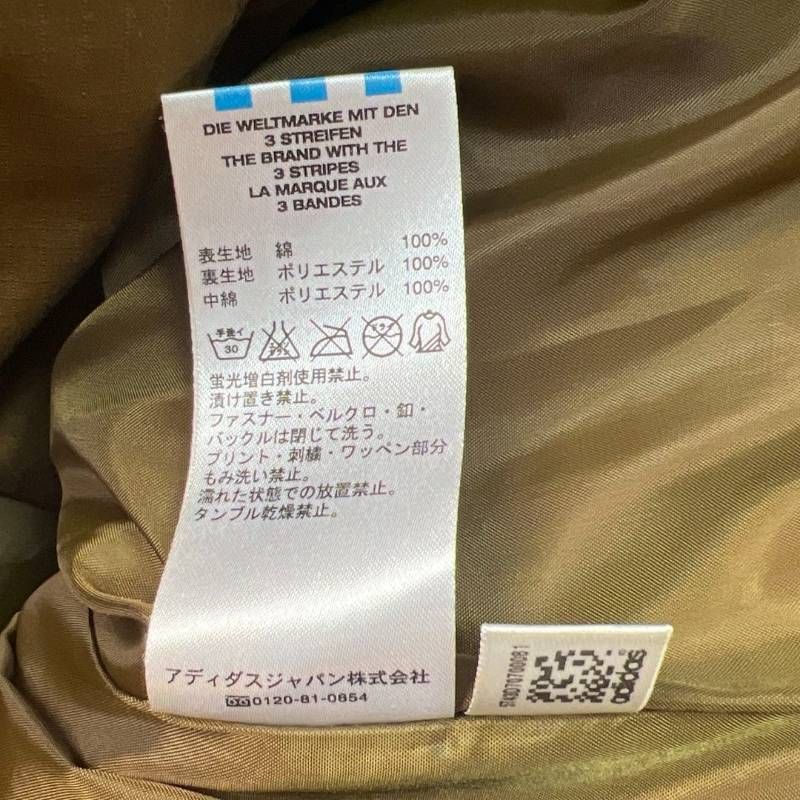 DIE WELTMARKE MIT DEN
3 STREIFEN
THE BRAND WITH THE
3 STRIPES
LA MARQUE AUX
3 BANDES
表生地 綿 100%
裏生地 ポリエステル 100%
中綿 ポリエステル 100%
手洗イ
30
ドライ
蛍光増白剤使用禁止。
漬け置き禁止。
ファスナー・ベルクロ・釦・
バックルは閉じて洗う。
プリント・刺繍・ワッペン部分
もみ洗い禁止。
濡れた状態での放置禁止。
タンブル乾燥禁止。
アディダスジャパン株式会社
0120-81-0654
adidas